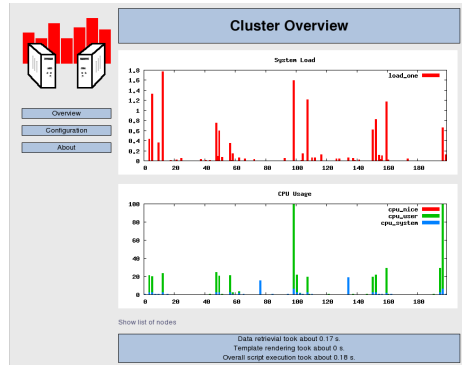 Cluster Overview
Overview
Configuration
About
System Load
load_one
1.8
1.6
1.4
1.2
1
0.8
0.6
0.4
0.2
0
0 20 40 60 80 100 120 140 160 180
CPU Usage
cpu_nice
cpu_user
cpu_system
100
80
60
40
20
0
0 20 40 60 80 100 120 140 160 180
Show list of nodes
Data retrievial took about 0.17 s.
Template rendering took about 0 s.
Overall script execution took about 0.18 s.